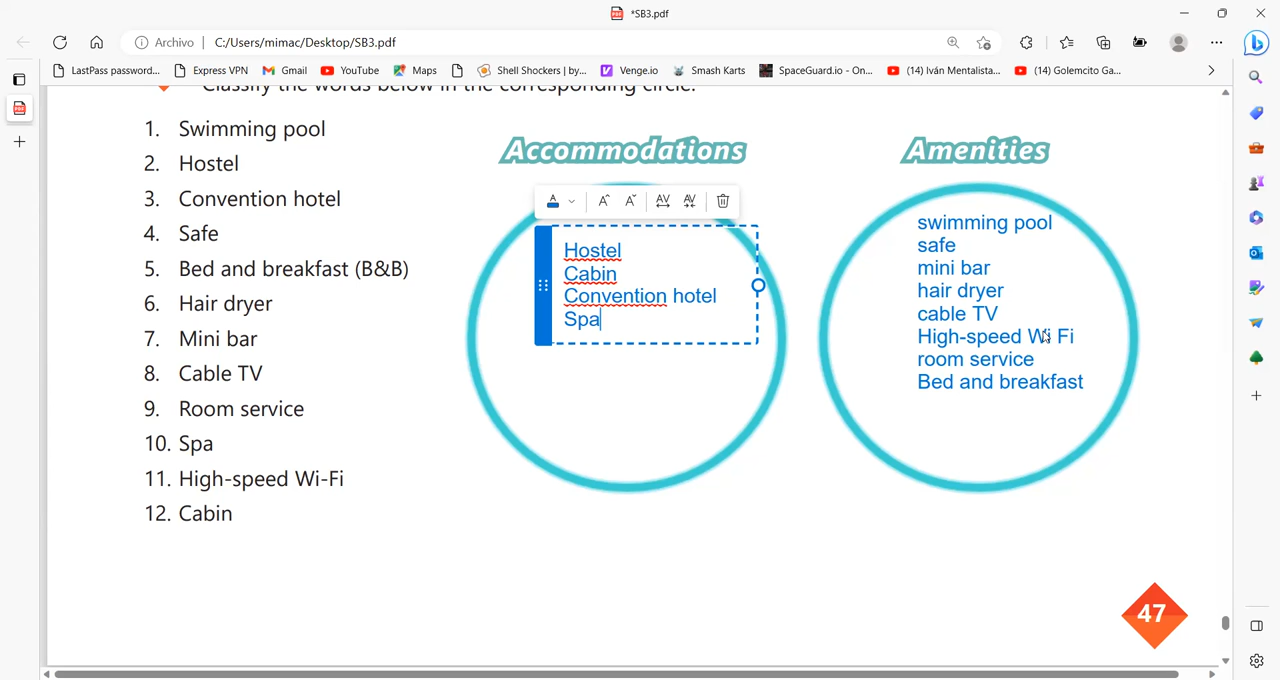 *SB3.pdf
Archivo C:/Users/mimac/Desktop/SB3.pdf
LastPass password... Express VPN Gmail YouTube Maps Shell Shockers | by... Venge.io Smash Karts SpaceGuard.io - On... (14) Iván Mentalista... (14) Golemcito Ga...
Classify the words below in the corresponding circle.
1. Swimming pool
2. Hostel
3. Convention hotel
4. Safe
5. Bed and breakfast (B&B)
6. Hair dryer
7. Mini bar
8. Cable TV
9. Room service
10. Spa
11. High-speed Wi-Fi
12. Cabin
Accommodations
Hostel
Cabin
Convention hotel
Spa
Amenities
swimming pool
safe
mini bar
hair dryer
cable TV
High-speed Wi Fi
room service
Bed and breakfast
47